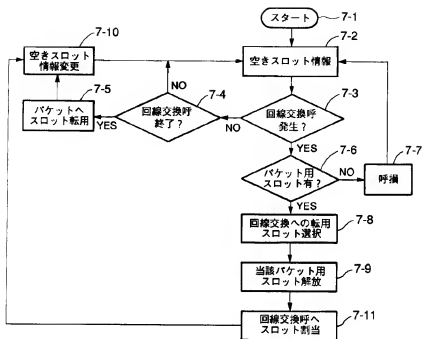 スタート
7-1
7-10
空きスロット
情報変更
7-2
空きスロット情報
7-5
パケットへ
スロット転用
NO
7-4
回線交換呼
終了？
YES
NO
7-3
回線交換呼
発生？
YES
7-6
パケット用
スロット有？
NO
7-7
呼損
YES
7-8
回線交換への転用
スロット選択
7-9
当該パケット用
スロット解放
回線交換呼へ
スロット割当
7-11